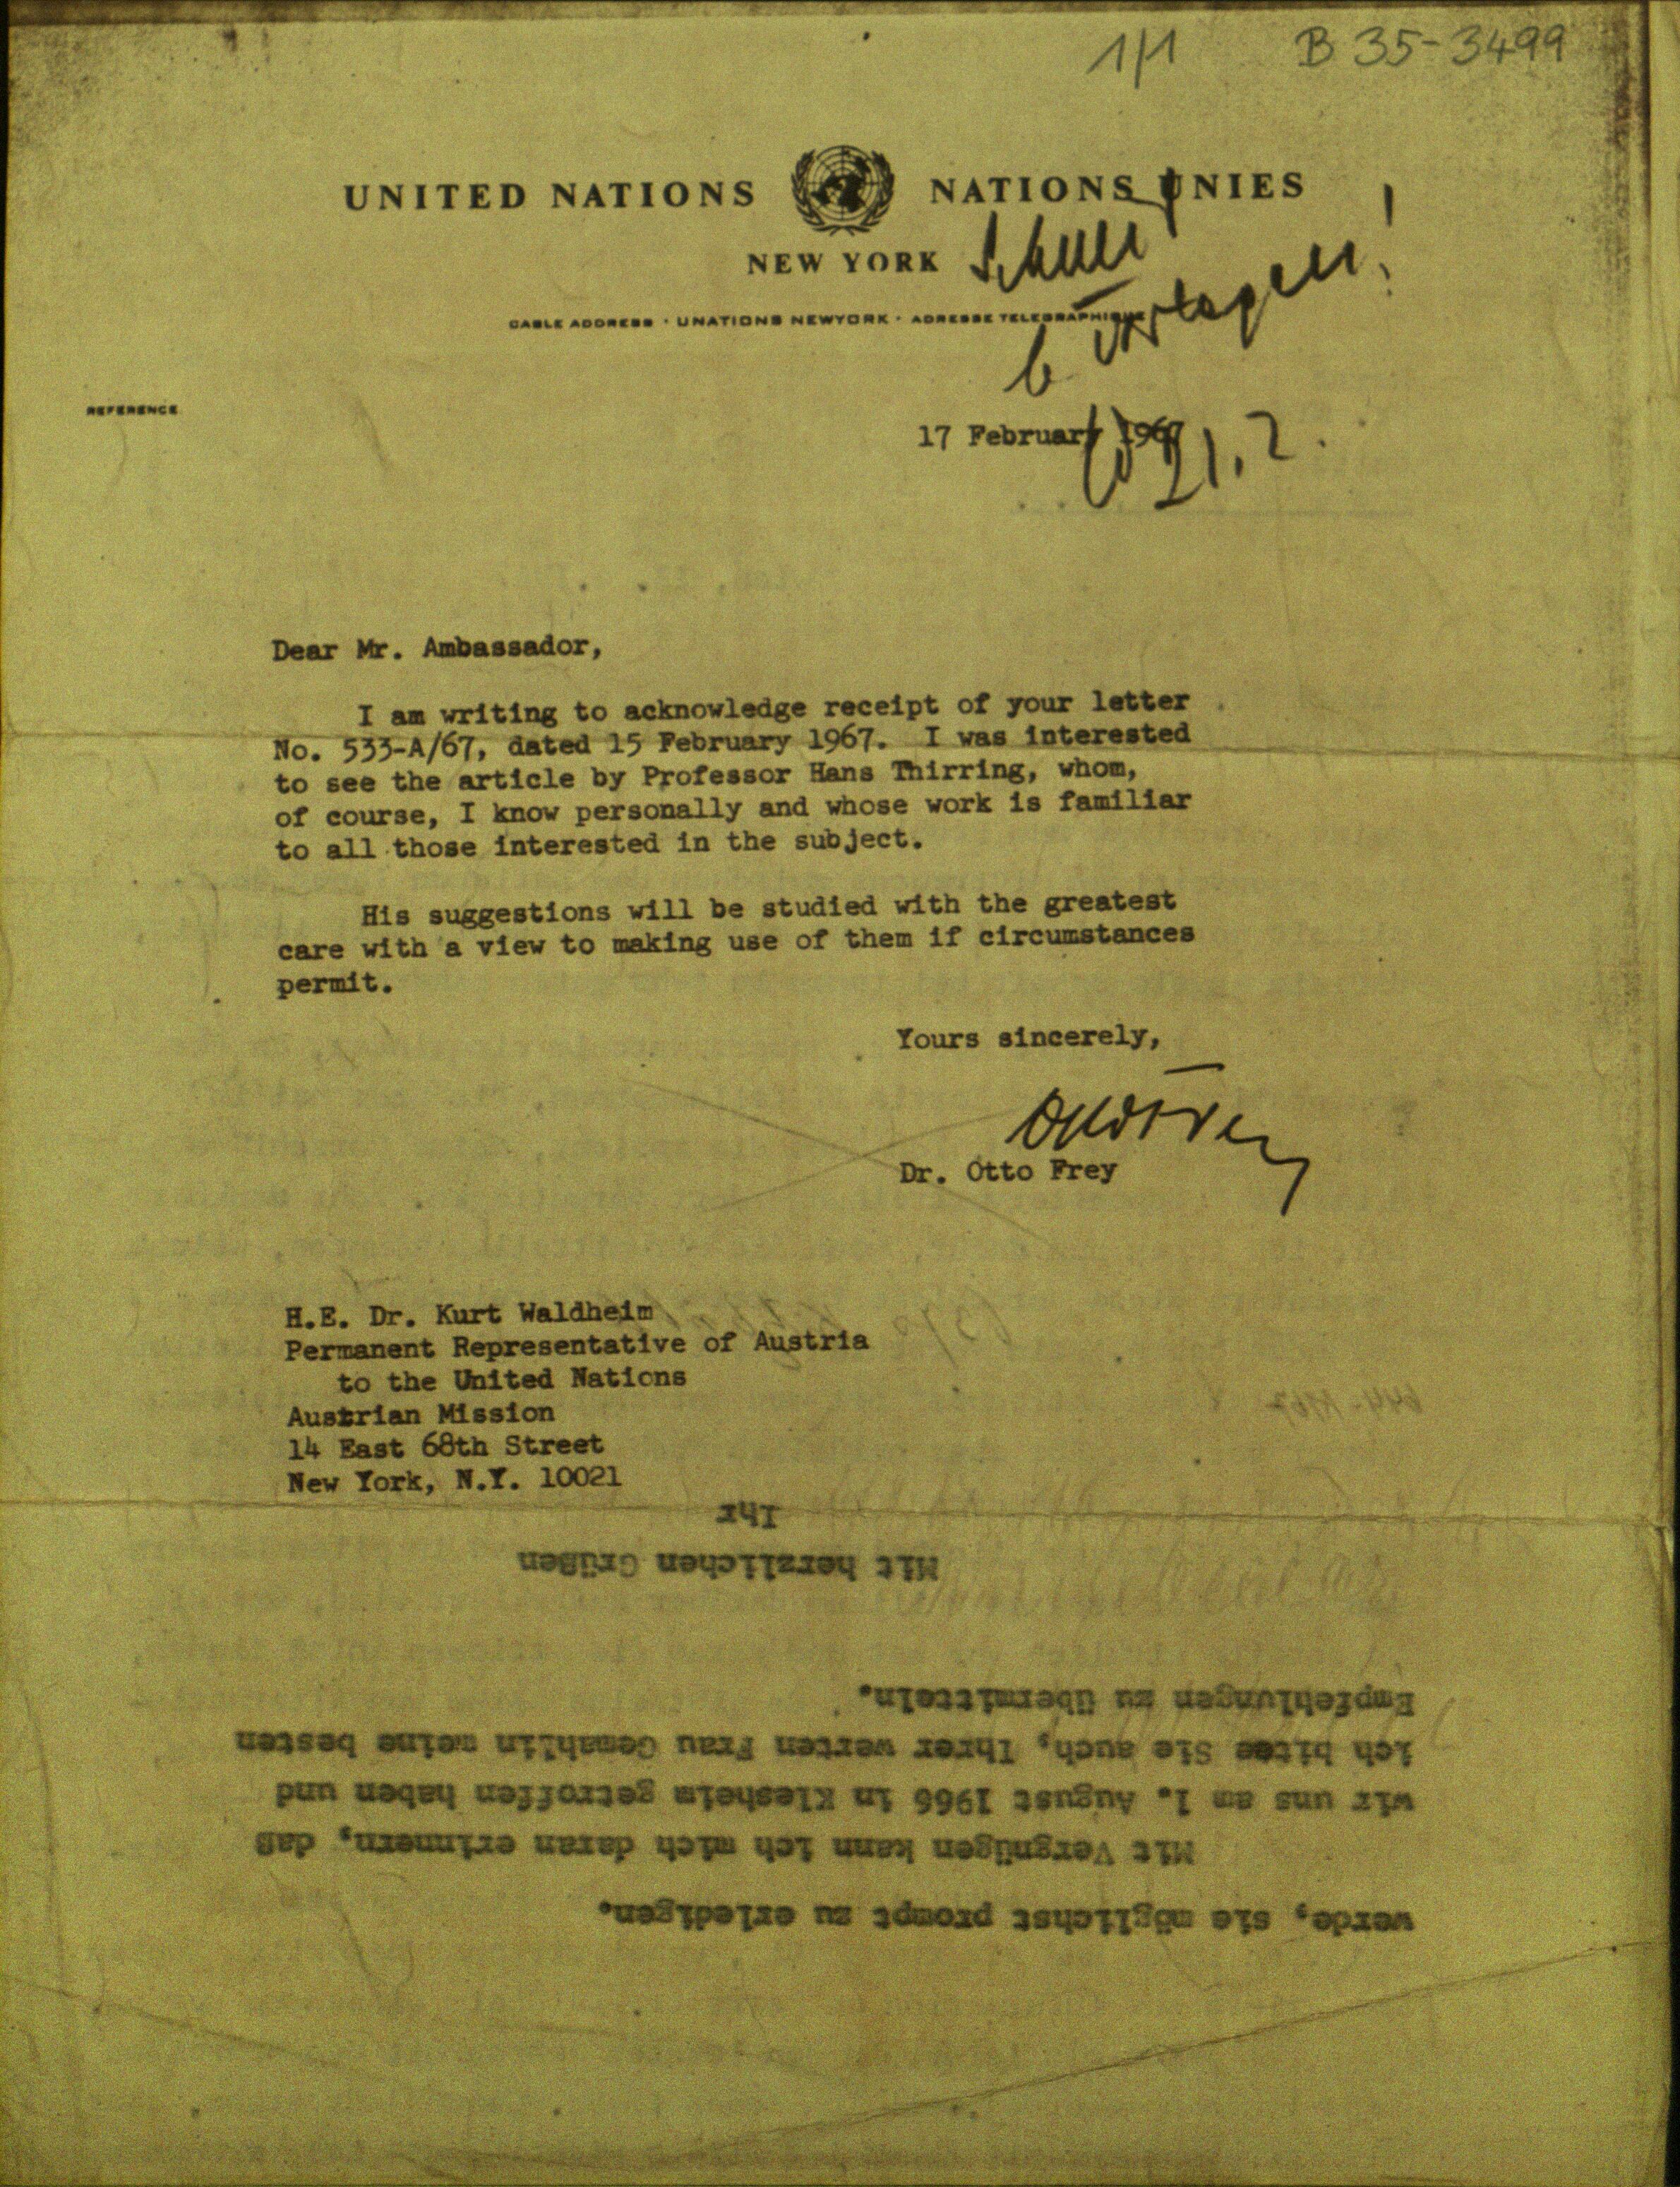 1/1 B 35-3499
UNITED NATIONS NATIONS UNIES
NEW YORK
CABLE ADDRESS · UNATIONS NEWYORK · ADRESSE TELEGRAPHIQUE
REFERENCE
17 February 1967
21.2.
Dear Mr. Ambassador,
I am writing to acknowledge receipt of your letter
No. 533-A/67, dated 15 February 1967. I was interested
to see the article by Professor Hans Thirring, whom,
of course, I know personally and whose work is familiar
to all those interested in the subject.
His suggestions will be studied with the greatest
care with a view to making use of them if circumstances
permit.
Yours sincerely,
Dr. Otto Frey
H.E. Dr. Kurt Waldheim
Permanent Representative of Austria
to the United Nations
Austrian Mission
14 East 68th Street
New York, N.Y. 10021
werde, sie möglichst prompt zu erledigen.
Mit Vergnügen kann ich mich daran erinnern, daß
wir uns am 1. August 1966 in Klesheim getroffen haben und
ich bitte Sie auch, Ihrer werten Frau Gemahlin meine besten
Empfehlungen zu übermitteln.
Mit herzlichen Grüßen
Ihr